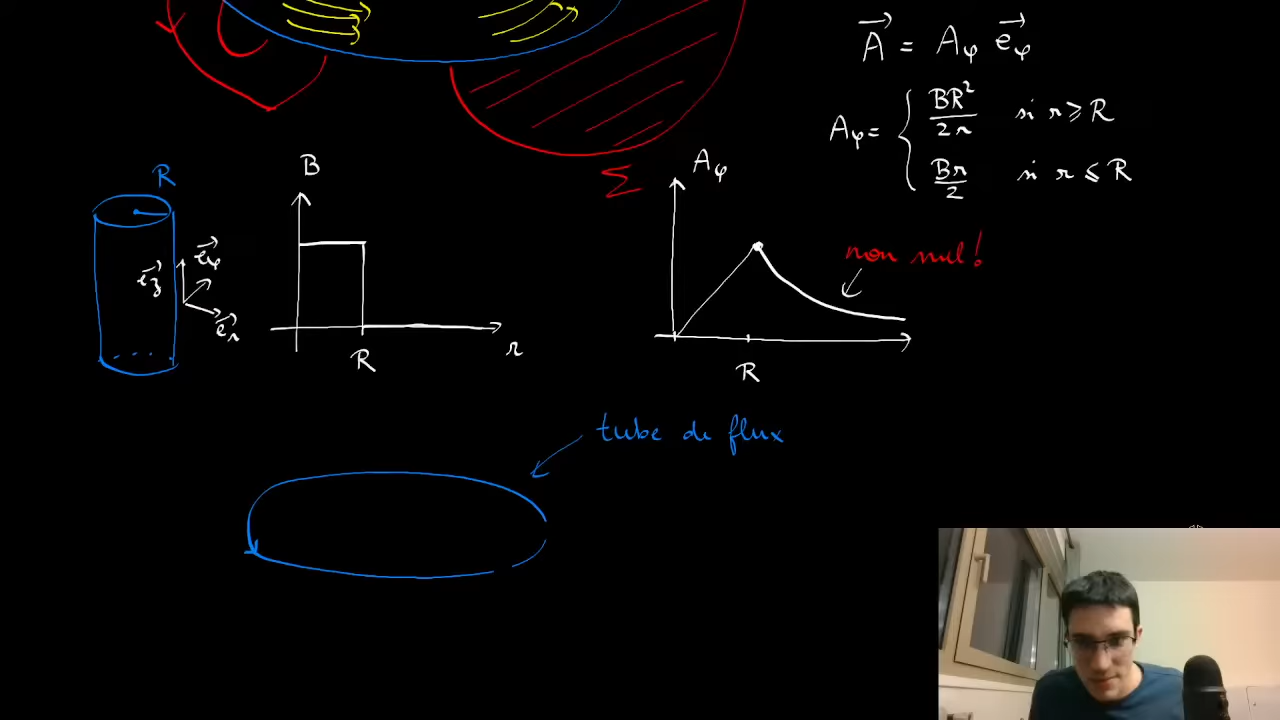 A⃗ = A_φ e⃗_φ
A_φ = { BR²/2r si r ⩾ R
Br/2 si r ⩽ R
R
B
Σ
A_φ
e⃗_φ
e⃗_z
e⃗_r
non nul!
R
r
R
tube de flux